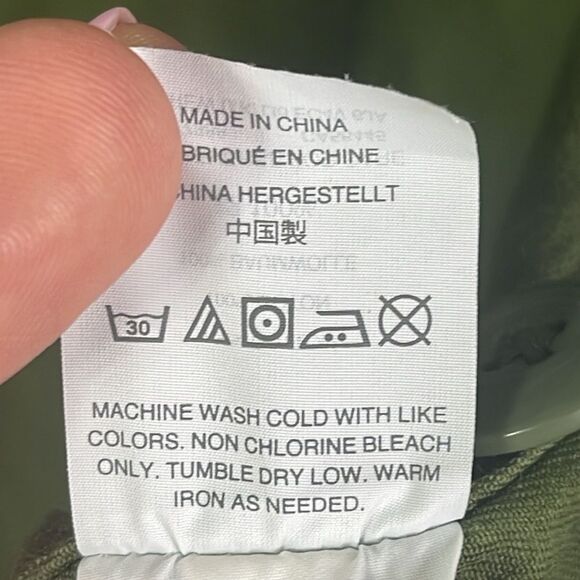 MADE IN CHINA
BRIQUÉ EN CHINE
HINA HERGESTELLT
中国製
30
MACHINE WASH COLD WITH LIKE
COLORS. NON CHLORINE BLEACH
ONLY. TUMBLE DRY LOW. WARM
IRON AS NEEDED.